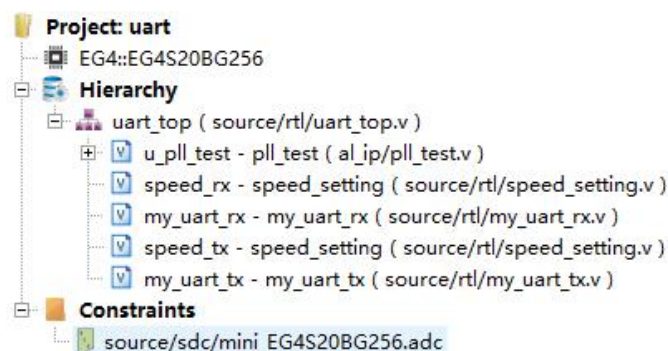 Project: uart
EG4::EG4S20BG256
Hierarchy
uart_top ( source/rtl/uart_top.v )
u_pll_test - pll_test ( al_ip/pll_test.v )
speed_rx - speed_setting ( source/rtl/speed_setting.v )
my_uart_rx - my_uart_rx ( source/rtl/my_uart_rx.v )
speed_tx - speed_setting ( source/rtl/speed_setting.v )
my_uart_tx - my_uart_tx ( source/rtl/my_uart_tx.v )
Constraints
source/sdc/mini_EG4S20BG256.adc